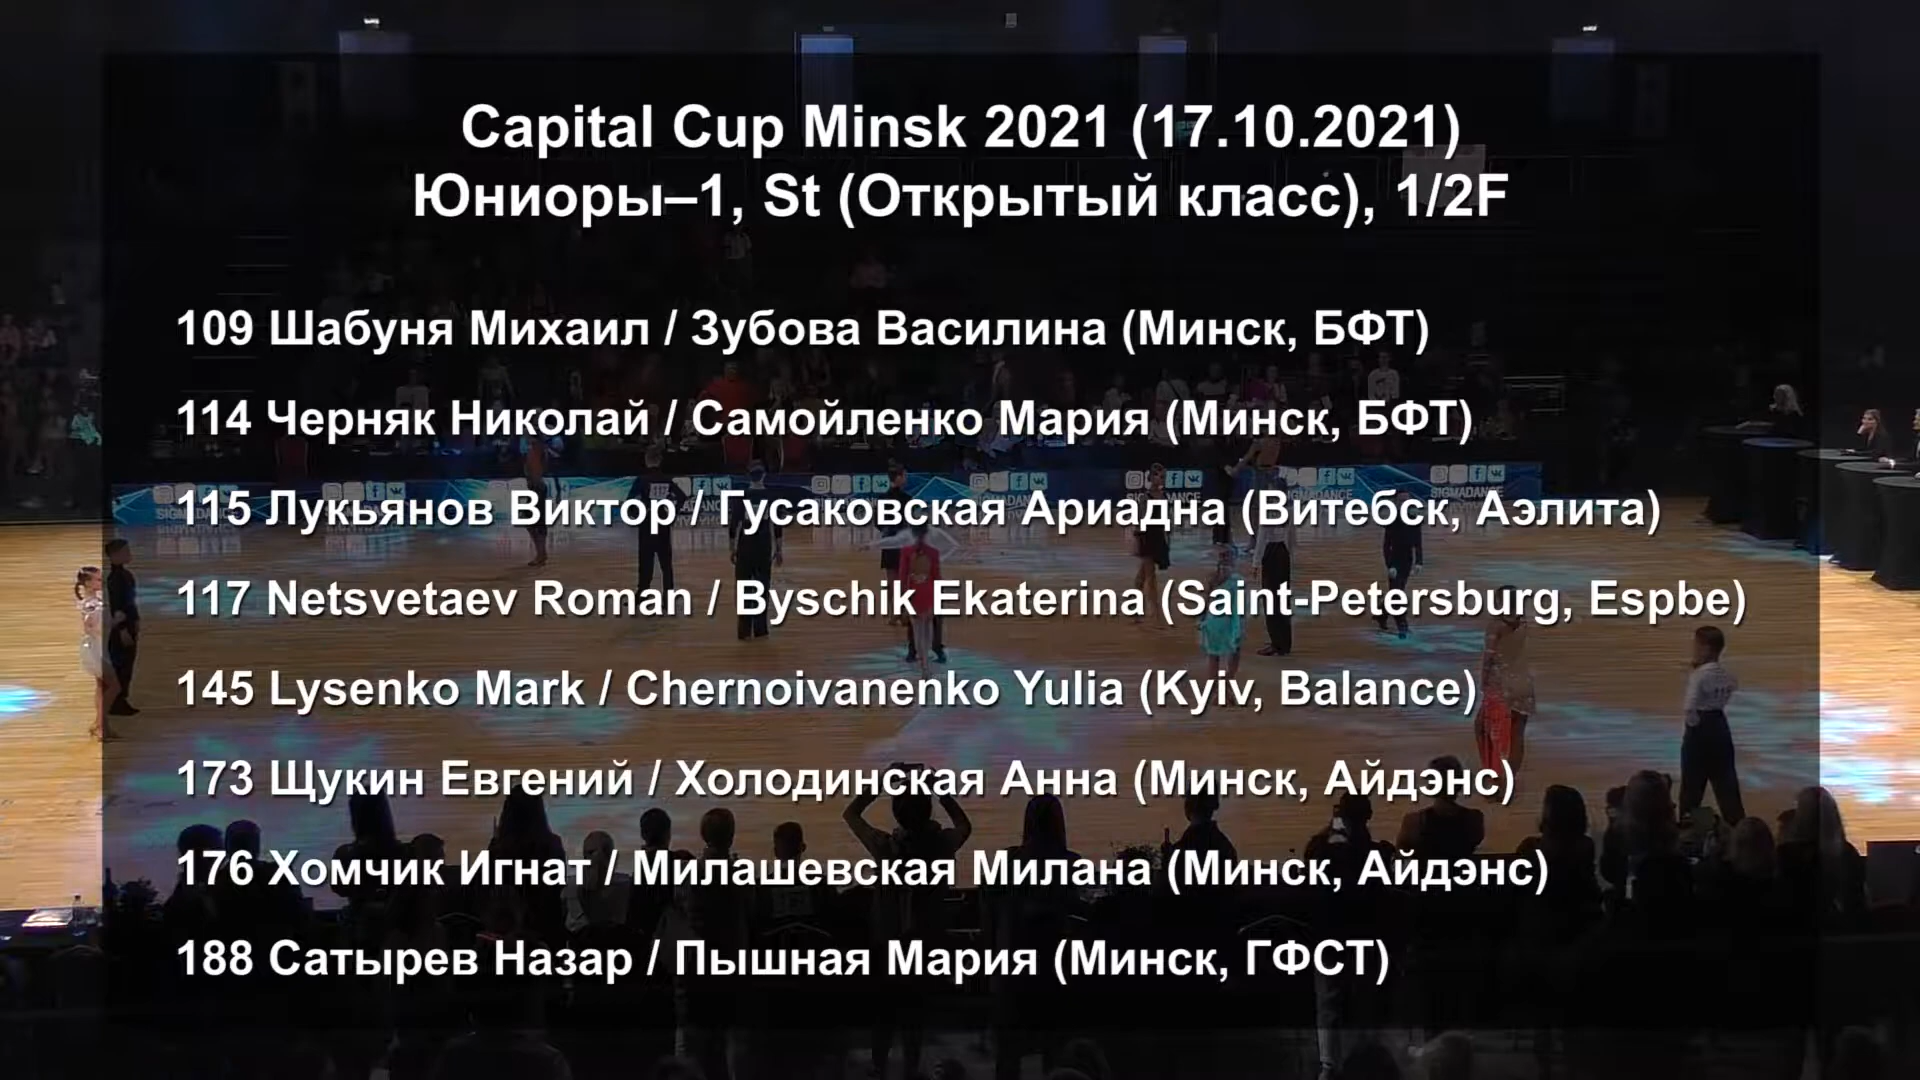 Capital Cup Minsk 2021 (17.10.2021)
Юниоры–1, St (Открытый класс), 1/2F
109 Шабуня Михаил / Зубова Василина (Минск, БФТ)
114 Черняк Николай / Самойленко Мария (Минск, БФТ)
SIGMADANCE
115 Лукьянов Виктор / Гусаковская Ариадна (Витебск, Аэлита)
117 Netsvetaev Roman / Byschik Ekaterina (Saint-Petersburg, Espbe)
145 Lysenko Mark / Chernoivanenko Yulia (Kyiv, Balance)
173 Щукин Евгений / Холодинская Анна (Минск, Айдэнс)
176 Хомчик Игнат / Милашевская Милана (Минск, Айдэнс)
188 Сатырев Назар / Пышная Мария (Минск, ГФСТ)